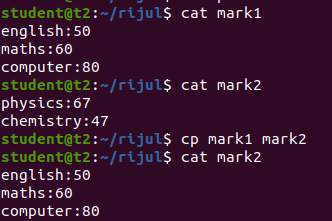 student@t2:~/rijul$ cat mark1
english:50
maths:60
computer:80
student@t2:~/rijul$ cat mark2
physics:67
chemistry:47
student@t2:~/rijul$ cp mark1 mark2
student@t2:~/rijul$ cat mark2
english:50
maths:60
computer:80